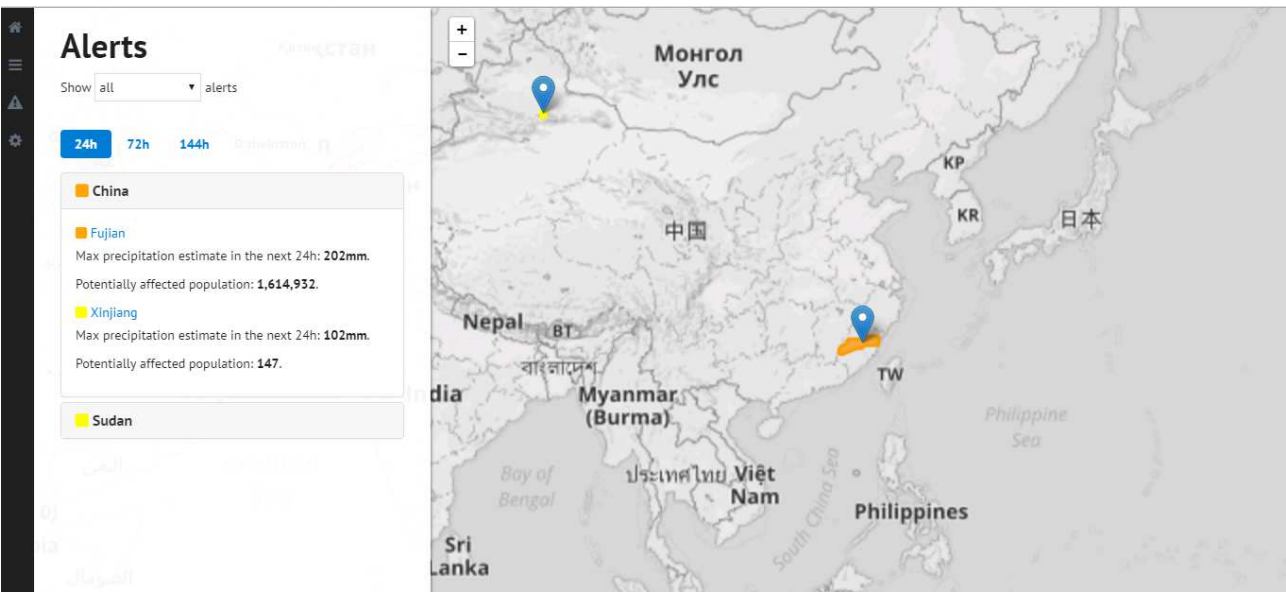 Alerts
Show all alerts
24h 72h 144h
China
Fujian
Max precipitation estimate in the next 24h: 202mm.
Potentially affected population: 1,614,932.
Xinjiang
Max precipitation estimate in the next 24h: 102mm.
Potentially affected population: 147.
Sudan
+
−
Монгол
Улс
KP
KR
日本
中国
Nepal
BT
বাংলাদেশ
dia
Myanmar
(Burma)
TW
Philippine
Sea
Bay of
Bengal
ประเทศไทย
Việt
Nam
South China Sea
Philippines
Sri
Lanka